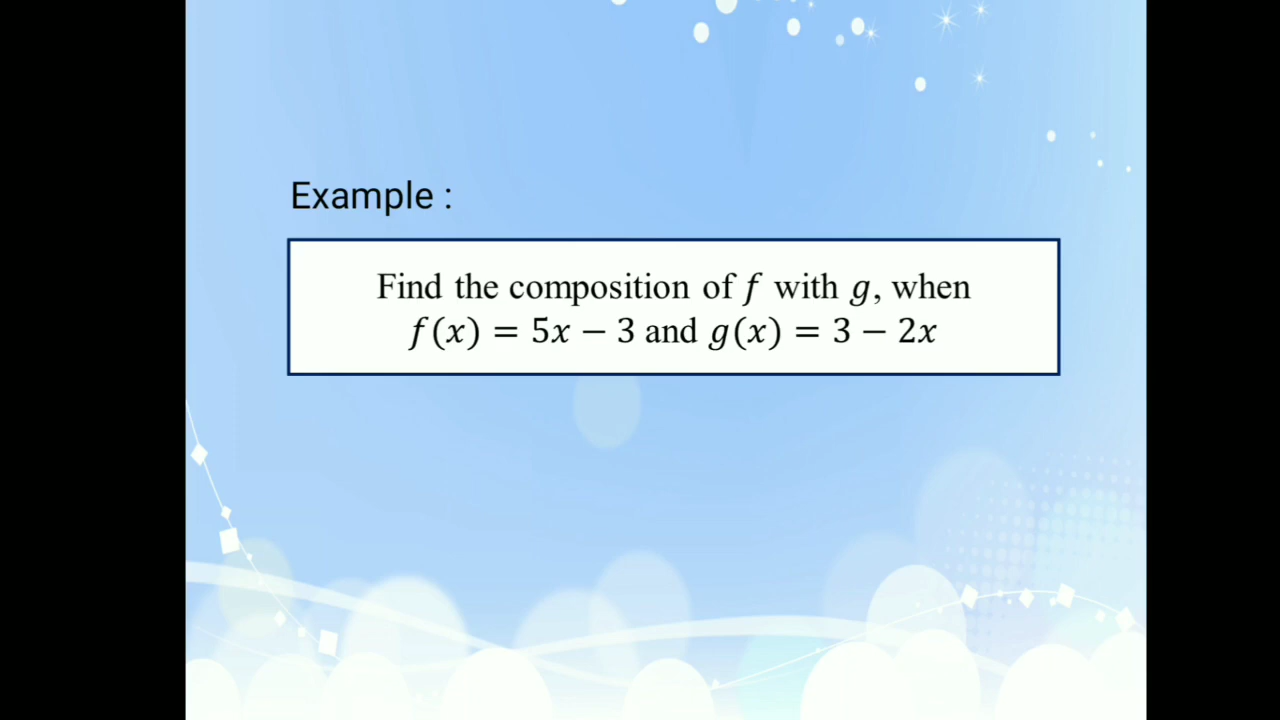 Example :
Find the composition of f with g, when
f(x) = 5x − 3 and g(x) = 3 − 2x